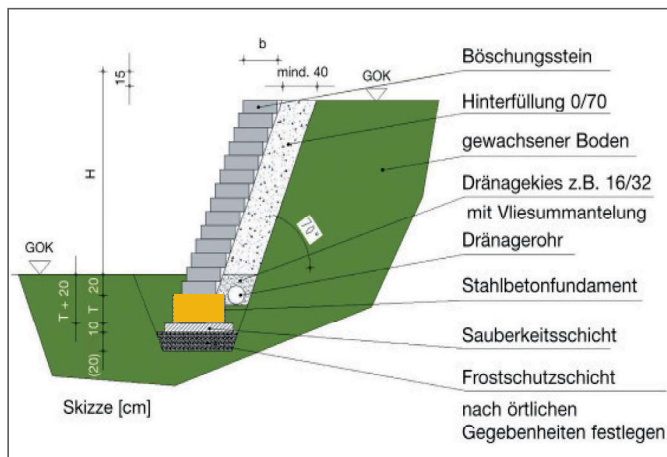 b
15
mind. 40
GOK
H
70°
GOK
T + 20
20
T
10
(20)
Skizze [cm]
Böschungsstein
Hinterfüllung 0/70
gewachsener Boden
Dränagekies z.B. 16/32
mit Vliesummantelung
Dränagerohr
Stahlbetonfundament
Sauberkeitsschicht
Frostschutzschicht
nach örtlichen
Gegebenheiten festlegen